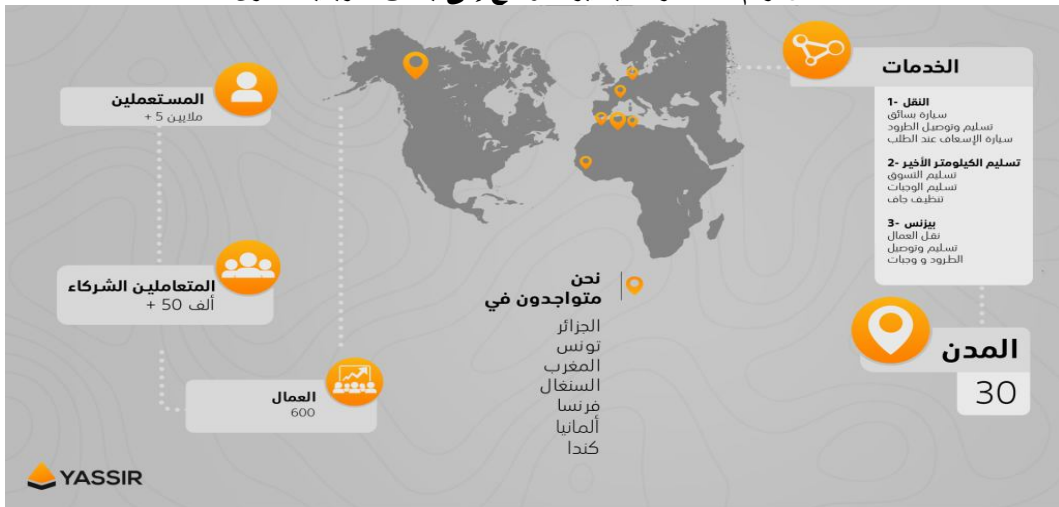 الخدمات
النقل -1
سيارة بسائق
تسليم وتوصيل الطرود
سيارة الإسعاف عند الطلب
تسليم الكيلومتر الأخير -2
تسليم التسوق
تسليم الوجبات
تنظيف جاف
بيزنس -3
نقل العمال
تسليم وتوصيل
الطرود و وجبات
المدن
30
نحن
متواجدون في
الجزائر
تونس
المغرب
السنغال
فرنسا
ألمانيا
كندا
المستعملين
ملايين 5 +
المتعاملين الشركاء
ألف 50 +
العمال
600
YASSIR